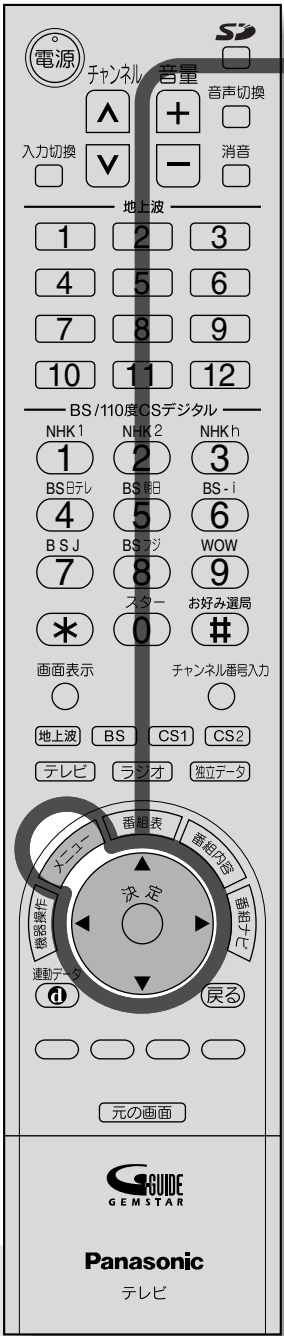 電源
SD
チャンネル 音量
音声切換
入力切換
消音
地上波
1 2 3
4 5 6
7 8 9
10 11 12
BS/110度CSデジタル
NHK1 NHK2 NHKh
1 2 3
BS日テレ BS朝日 BS-i
4 5 6
BSJ BSフジ WOW
7 8 9
スター お好み選局
* 0 #
画面表示 チャンネル番号入力
地上波 BS CS1 CS2
テレビ ラジオ 独立データ
機器操作 メニュー 番組表 番組内容 番組ナビ
決定
連動データ
d 戻る
元の画面
G-GUIDE
GEMSTAR
Panasonic
テレビ